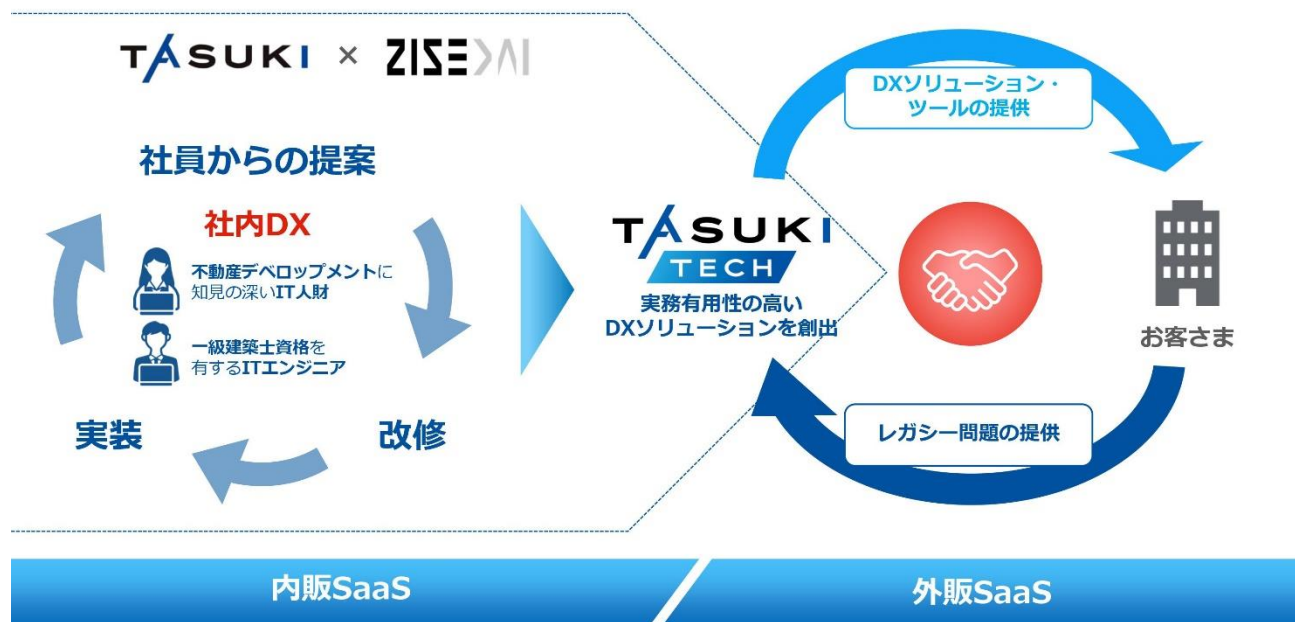 TASUKI × ZISEDAI
社員からの提案
社内DX
不動産デベロップメントに
知見の深いIT人財
一級建築士資格を
有するITエンジニア
実装
改修
TASUKI
TECH
実務有用性の高い
DXソリューションを創出
DXソリューション・
ツールの提供
お客さま
レガシー問題の提供
内販SaaS
外販SaaS